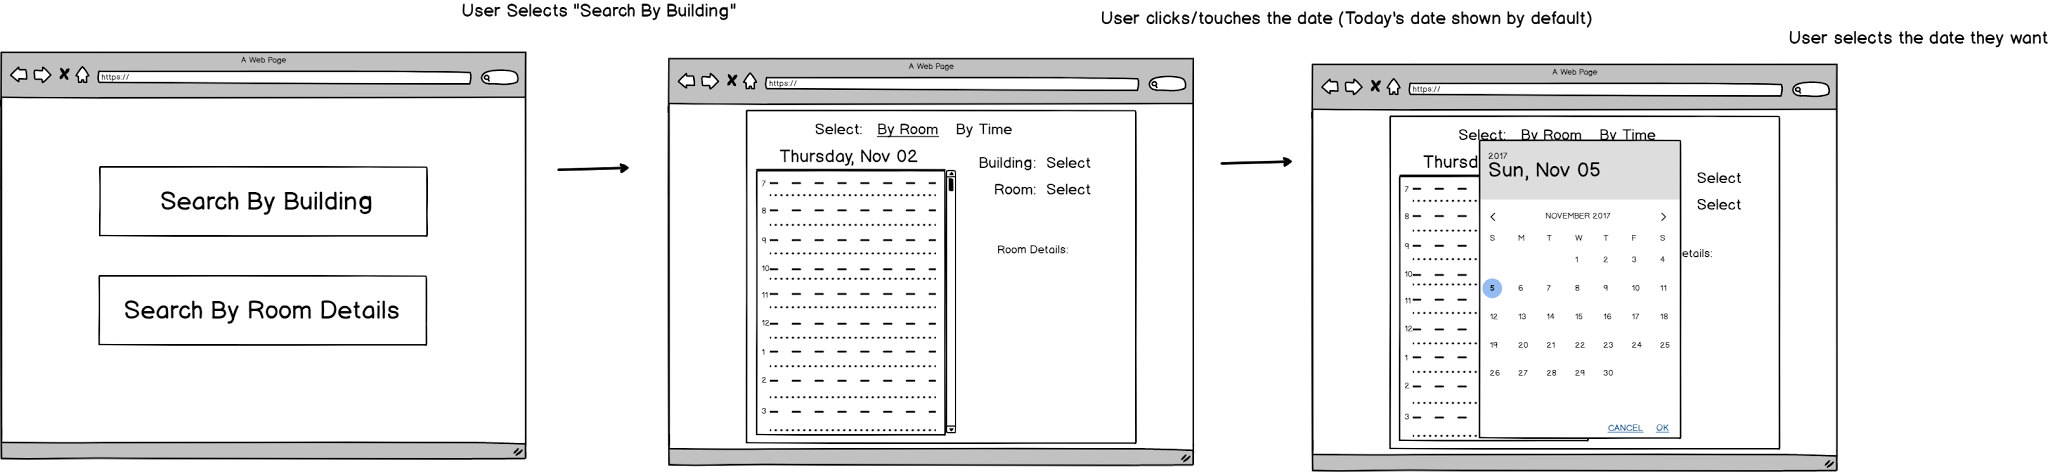 User Selects "Search By Building"
User clicks/touches the date (Today's date shown by default)
User selects the date they want
A Web Page
https://
Search By Building
Search By Room Details
A Web Page
https://
Select: By Room By Time
Thursday, Nov 02
Building: Select
Room: Select
Room Details:
7
8
9
10
11
12
1
2
3
A Web Page
https://
Select: By Room By Time
Thursd
Select
Select
etails:
7
8
9
10
11
12
1
2
3
2017
Sun, Nov 05
NOVEMBER 2017
S M T W T F S
1 2 3 4
5 6 7 8 9 10 11
12 13 14 15 16 17 18
19 20 21 22 23 24 25
26 27 28 29 30
CANCEL OK